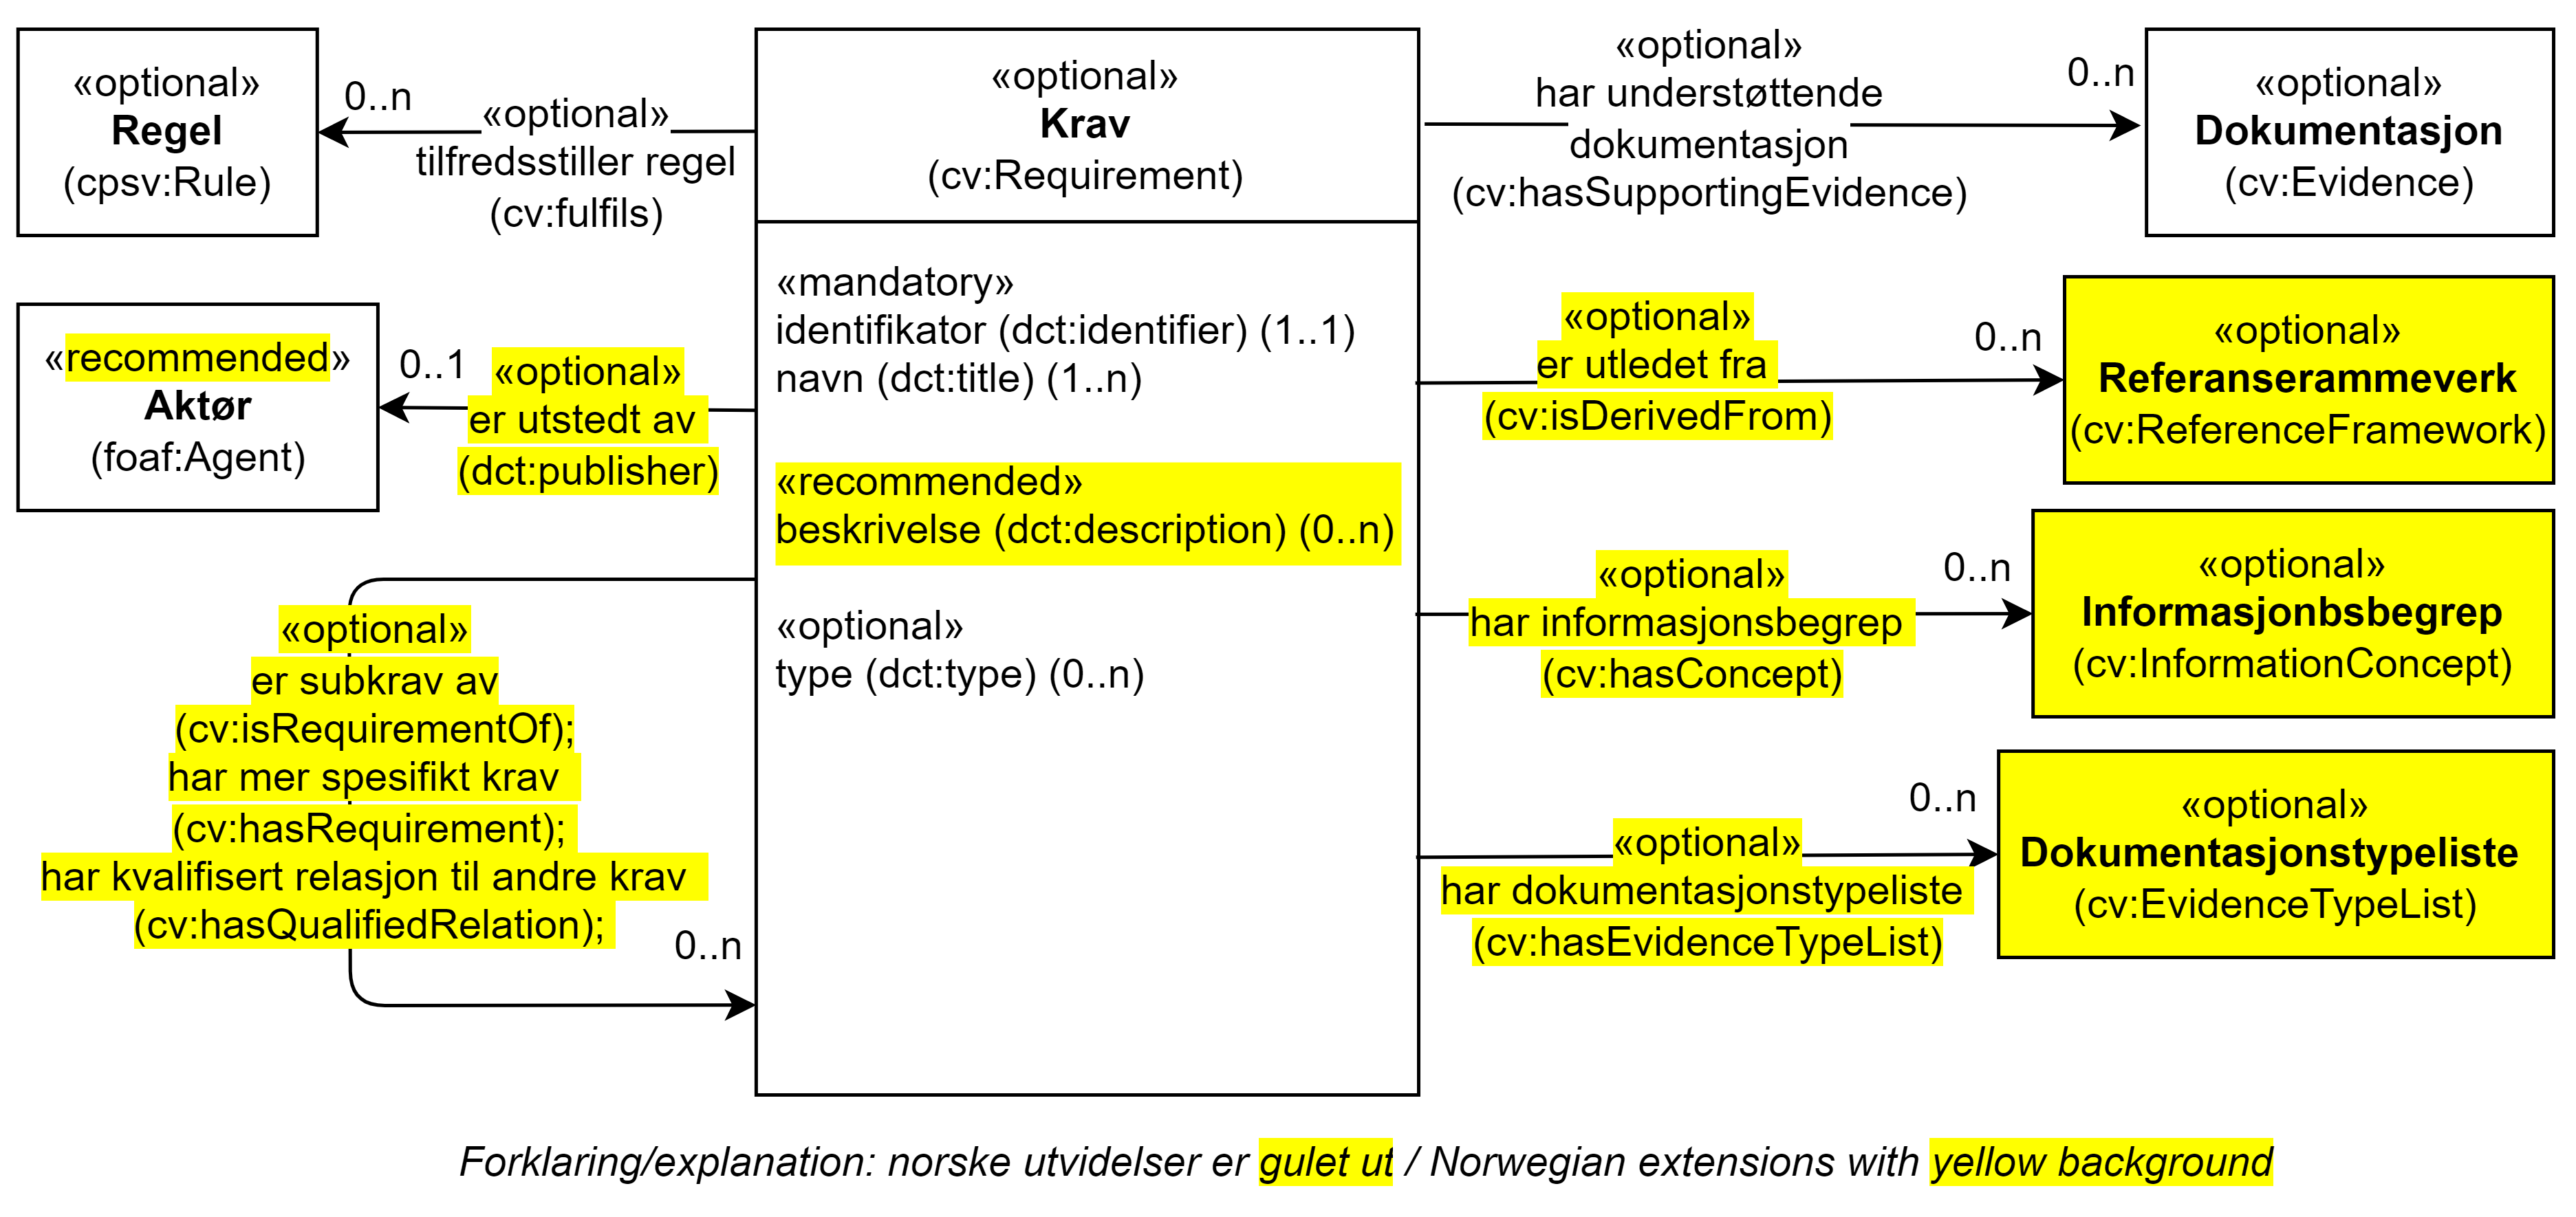 «optional»
Regel
(cpsv:Rule)
0..n
«optional»
tilfredsstiller regel
(cv:fulfils)
«optional»
Krav
(cv:Requirement)
«optional»
har understøttende
dokumentasjon
(cv:hasSupportingEvidence)
0..n
«optional»
Dokumentasjon
(cv:Evidence)
«recommended»
Aktør
(foaf:Agent)
0..1
«optional»
er utstedt av
(dct:publisher)
«mandatory»
identifikator (dct:identifier) (1..1)
navn (dct:title) (1..n)
«recommended»
beskrivelse (dct:description) (0..n)
«optional»
type (dct:type) (0..n)
«optional»
er utledet fra
(cv:isDerivedFrom)
0..n
«optional»
Referanserammeverk
(cv:ReferenceFramework)
«optional»
har informasjonsbegrep
(cv:hasConcept)
0..n
«optional»
Informasjonbsbegrep
(cv:InformationConcept)
«optional»
er subkrav av
(cv:isRequirementOf);
har mer spesifikt krav
(cv:hasRequirement);
har kvalifisert relasjon til andre krav
(cv:hasQualifiedRelation);
0..n
«optional»
har dokumentasjonstypeliste
(cv:hasEvidenceTypeList)
0..n
«optional»
Dokumentasjonstypeliste
(cv:EvidenceTypeList)
Forklaring/explanation: norske utvidelser er gulet ut / Norwegian extensions with yellow background